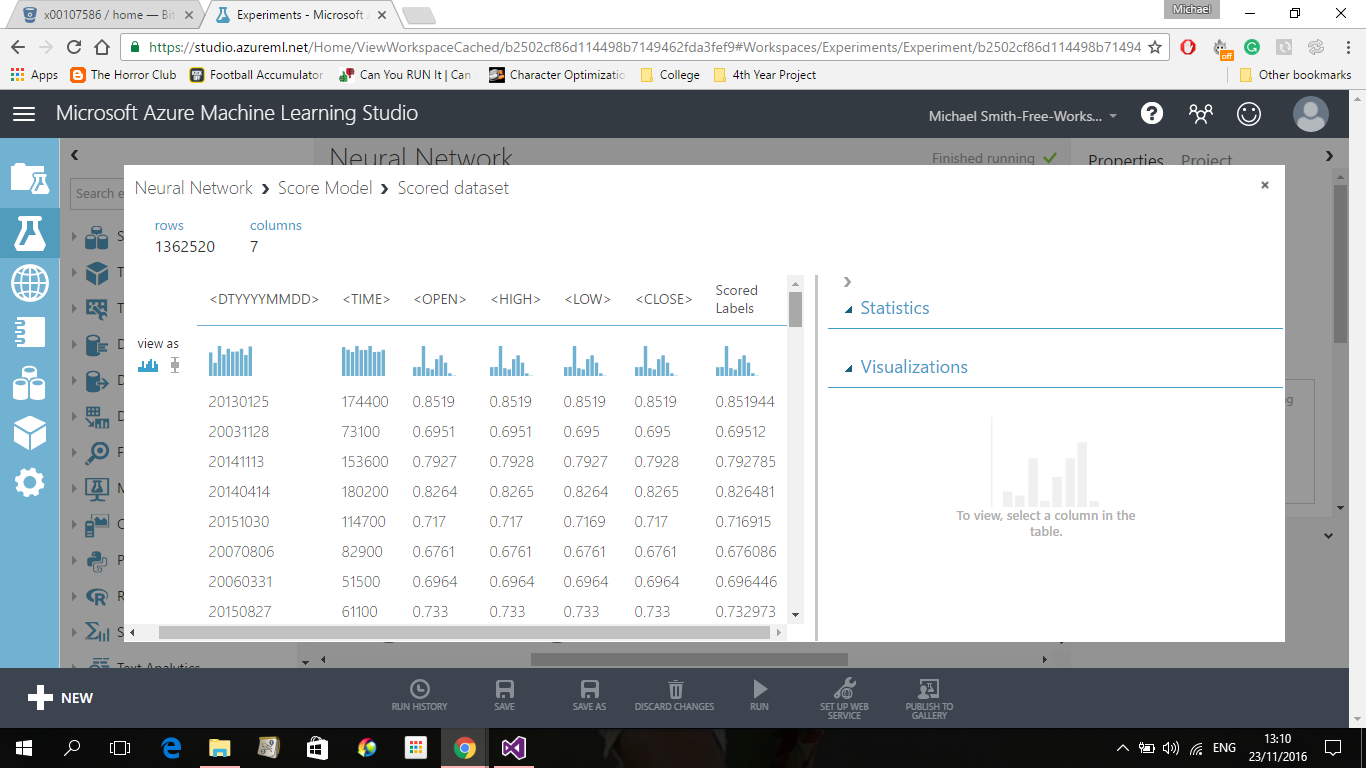 Michael
x00107586 / home — Bit
Experiments - Microsoft A
https://studio.azureml.net/Home/ViewWorkspaceCached/b2502cf86d114498b7149462fda3fef9#Workspaces/Experiments/Experiment/b2502cf86d114498b71494
off
Apps The Horror Club Football Accumulator Can You RUN It | Can Character Optimizatio College 4th Year Project Other bookmarks
Microsoft Azure Machine Learning Studio
Michael Smith-Free-Works...
Neural Network
Finished running
Properties Project
Search e
Neural Network > Score Model > Scored dataset
rows columns
1362520 7
<DTYYYYMMDD> <TIME> <OPEN> <HIGH> <LOW> <CLOSE> Scored
Labels
view as
20130125 174400 0.8519 0.8519 0.8519 0.8519 0.851944
20031128 73100 0.6951 0.6951 0.695 0.695 0.69512
20141113 153600 0.7927 0.7928 0.7927 0.7928 0.792785
20140414 180200 0.8264 0.8265 0.8264 0.8265 0.826481
20151030 114700 0.717 0.717 0.7169 0.717 0.716915
20070806 82900 0.6761 0.6761 0.6761 0.6761 0.676086
20060331 51500 0.6964 0.6964 0.6964 0.6964 0.696446
20150827 61100 0.733 0.733 0.733 0.733 0.732973
Statistics
Visualizations
To view, select a column in the
table.
Text Analytics
NEW
RUN HISTORY
SAVE
SAVE AS
DISCARD CHANGES
RUN
SET UP WEB
SERVICE
PUBLISH TO
GALLERY
ENG
13:10
23/11/2016